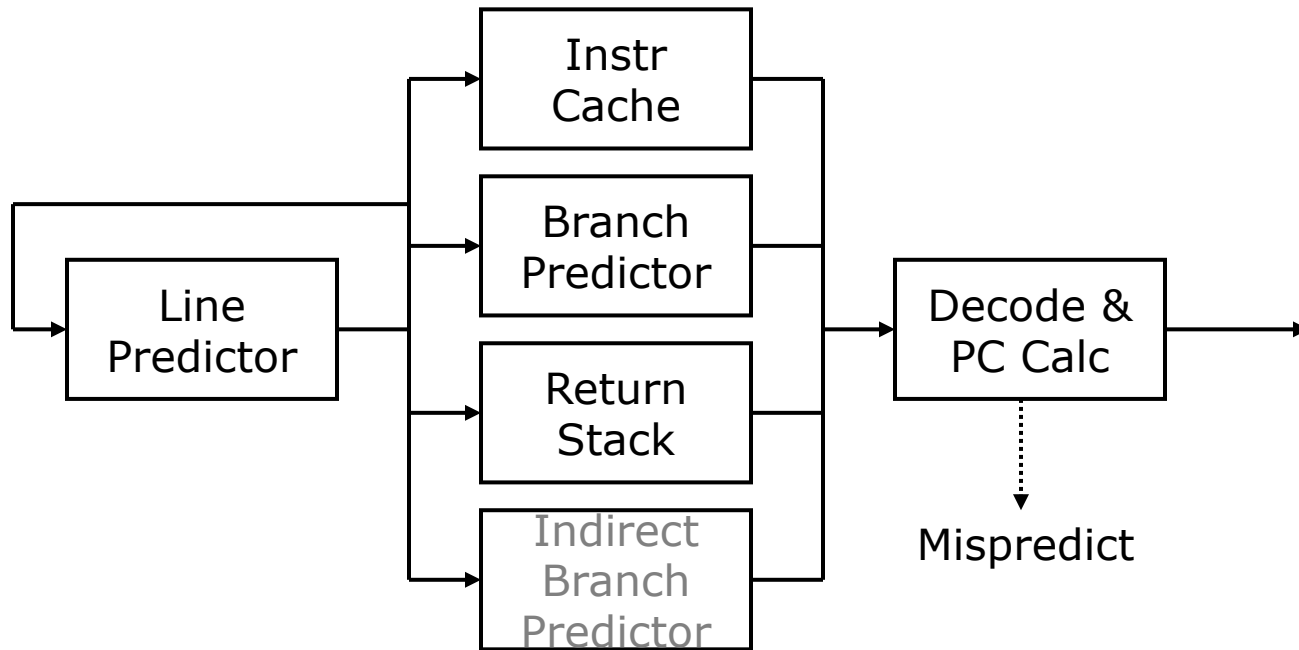 Instr
Cache
Branch
Predictor
Line
Predictor
Decode &
PC Calc
Return
Stack
Indirect
Branch
Predictor
Mispredict